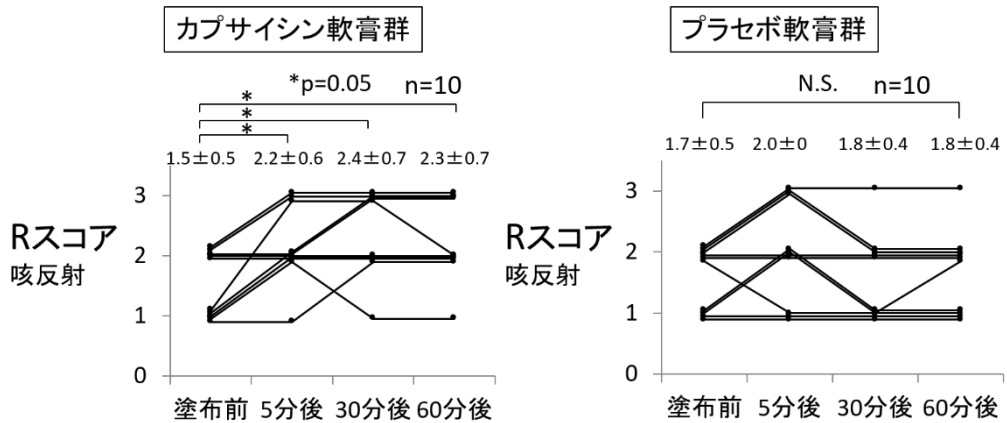 カプサイシン軟膏群
*p=0.05 n=10
*
*
*
1.5±0.5 2.2±0.6 2.4±0.7 2.3±0.7
3
2
1
0
Rスコア
咳反射
塗布前 5分後 30分後 60分後
プラセボ軟膏群
N.S. n=10
1.7±0.5 2.0±0 1.8±0.4 1.8±0.4
3
2
1
0
Rスコア
咳反射
塗布前 5分後 30分後 60分後